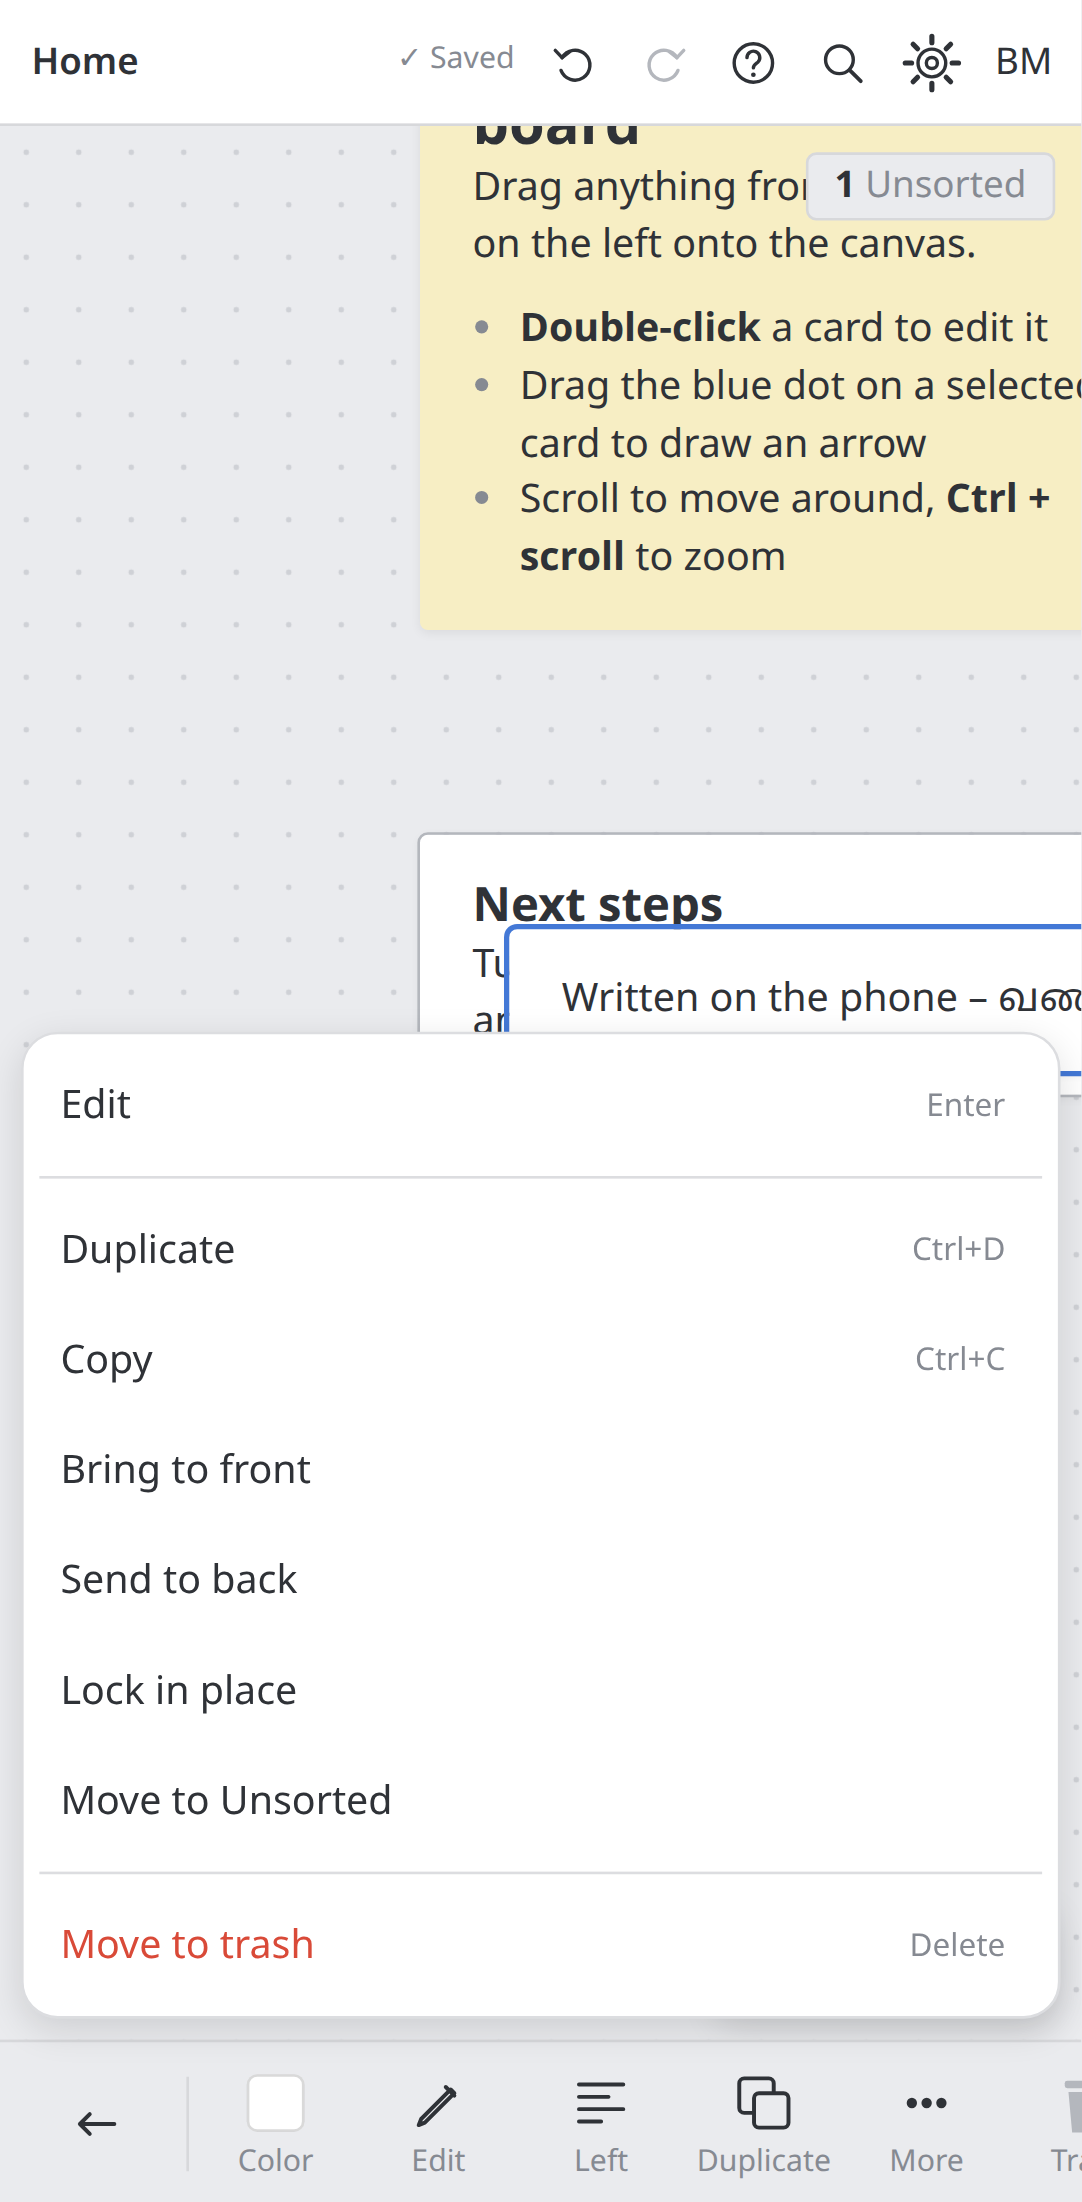 Home
✓ Saved
BM
board
Drag anything from
1 Unsorted
on the left onto the canvas.
• Double-click a card to edit it
• Drag the blue dot on a selected
card to draw an arrow
• Scroll to move around, Ctrl +
scroll to zoom
Next steps
Written on the phone –
Edit Enter
Duplicate Ctrl+D
Copy Ctrl+C
Bring to front
Send to back
Lock in place
Move to Unsorted
Move to trash Delete
Color
Edit
Left
Duplicate
More